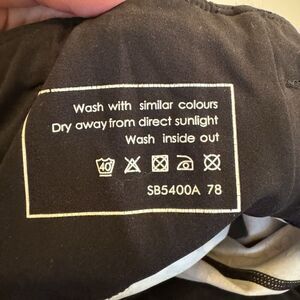 Wash with similar colours
Dry away from direct sunlight
Wash inside out
40
SB5400A 78